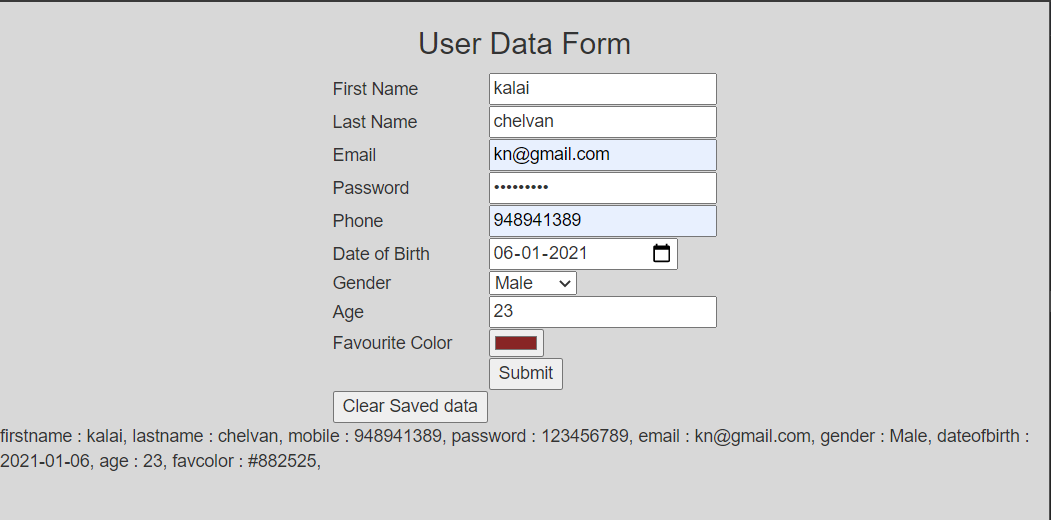 User Data Form
First Name kalai
Last Name chelvan
Email kn@gmail.com
Password •••••••••
Phone 948941389
Date of Birth 06-01-2021
Gender Male
Age 23
Favourite Color
Submit
Clear Saved data
firstname : kalai, lastname : chelvan, mobile : 948941389, password : 123456789, email : kn@gmail.com, gender : Male, dateofbirth :
2021-01-06, age : 23, favcolor : #882525,